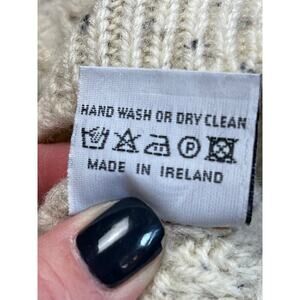 HAND WASH OR DRY CLEAN
P
MADE IN IRELAND